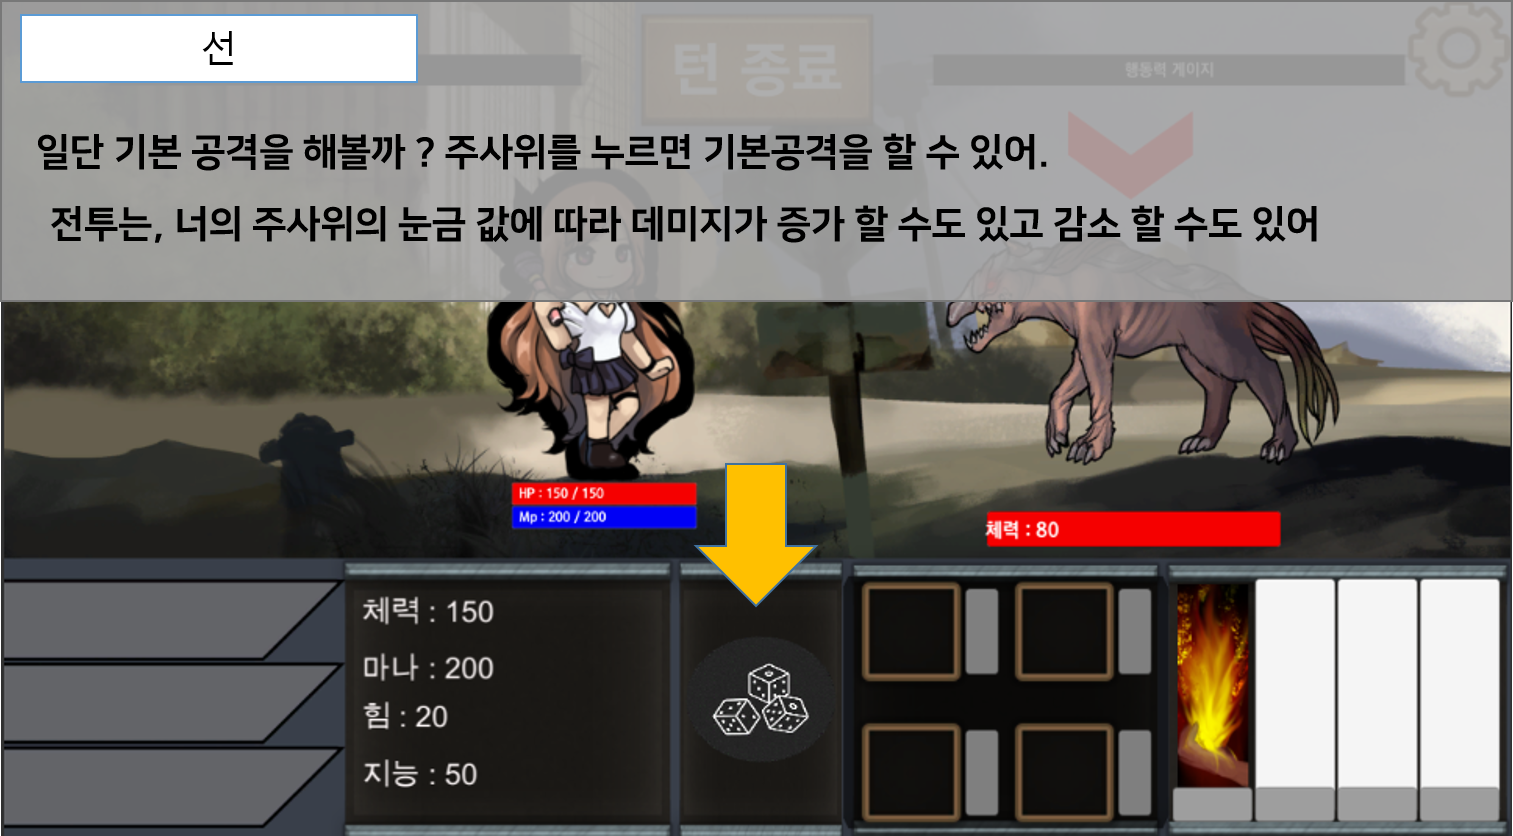 선
턴 종료
행동력 게이지
일단 기본 공격을 해볼까 ? 주사위를 누르면 기본공격을 할 수 있어.
전투는, 너의 주사위의 눈금 값에 따라 데미지가 증가 할 수도 있고 감소 할 수도 있어
HP : 150 / 150
Mp : 200 / 200
체력 : 80
체력 : 150
마나 : 200
힘 : 20
지능 : 50